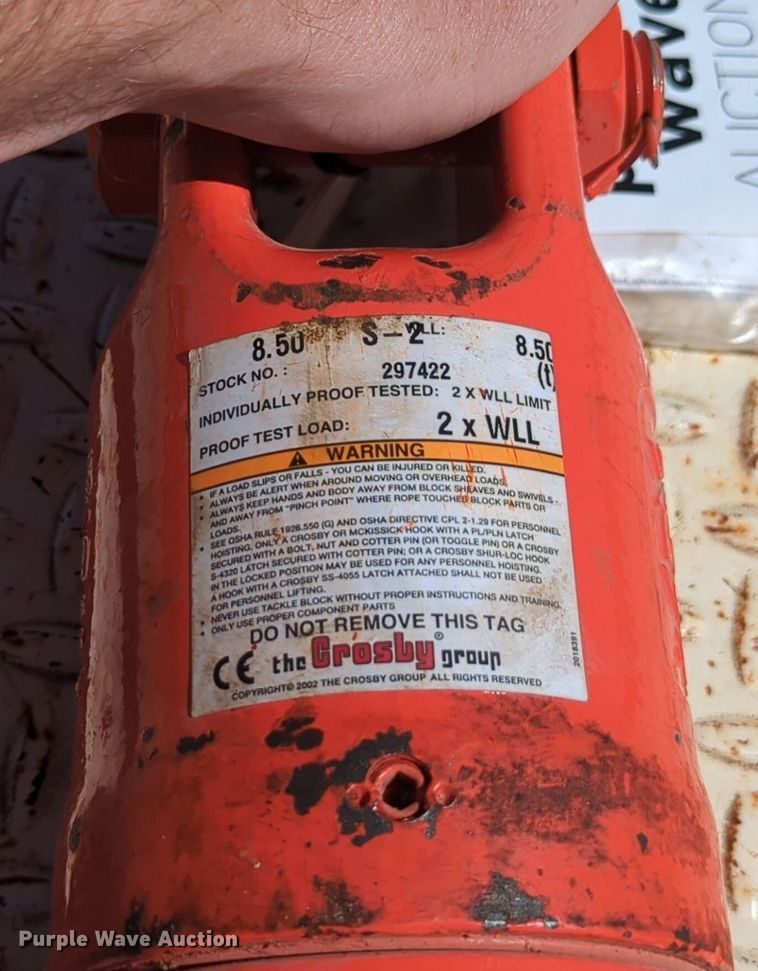 wave
AUCTION
8.50 S-2 WLL: 8.50
(t)
STOCK NO. : 297422
INDIVIDUALLY PROOF TESTED: 2 X WLL LIMIT
PROOF TEST LOAD: 2 x WLL
WARNING
• IF A LOAD SLIPS OR FALLS - YOU CAN BE INJURED OR KILLED.
• ALWAYS BE ALERT WHEN AROUND MOVING OR OVERHEAD LOADS.
• ALWAYS KEEP HANDS AND BODY AWAY FROM BLOCK SHEAVES AND SWIVELS -
• AND AWAY FROM "PINCH POINT" WHERE ROPE TOUCHED BLOCK PARTS OR
LOADS.
• SEE OSHA RULE 1926.550 (G) AND OSHA DIRECTIVE CPL 2-1.29 FOR PERSONNEL
HOISTING. ONLY A CROSBY OR MCKISSICK HOOK WITH A PL/PLN LATCH
SECURED WITH A BOLT, NUT AND COTTER PIN (OR TOGGLE PIN) OR A CROSBY
S-4320 LATCH SECURED WITH COTTER PIN; OR A CROSBY SHUR-LOC HOOK
IN THE LOCKED POSITION MAY BE USED FOR ANY PERSONNEL HOISTING.
A HOOK WITH A CROSBY SS-4055 LATCH ATTACHED SHALL NOT BE USED
FOR PERSONNEL LIFTING.
• NEVER USE TACKLE BLOCK WITHOUT PROPER INSTRUCTIONS AND TRAINING.
• ONLY USE PROPER COMPONENT PARTS
DO NOT REMOVE THIS TAG
CE the Crosby® group
2018391
COPYRIGHT© 2002 THE CROSBY GROUP ALL RIGHTS RESERVED
Purple Wave Auction